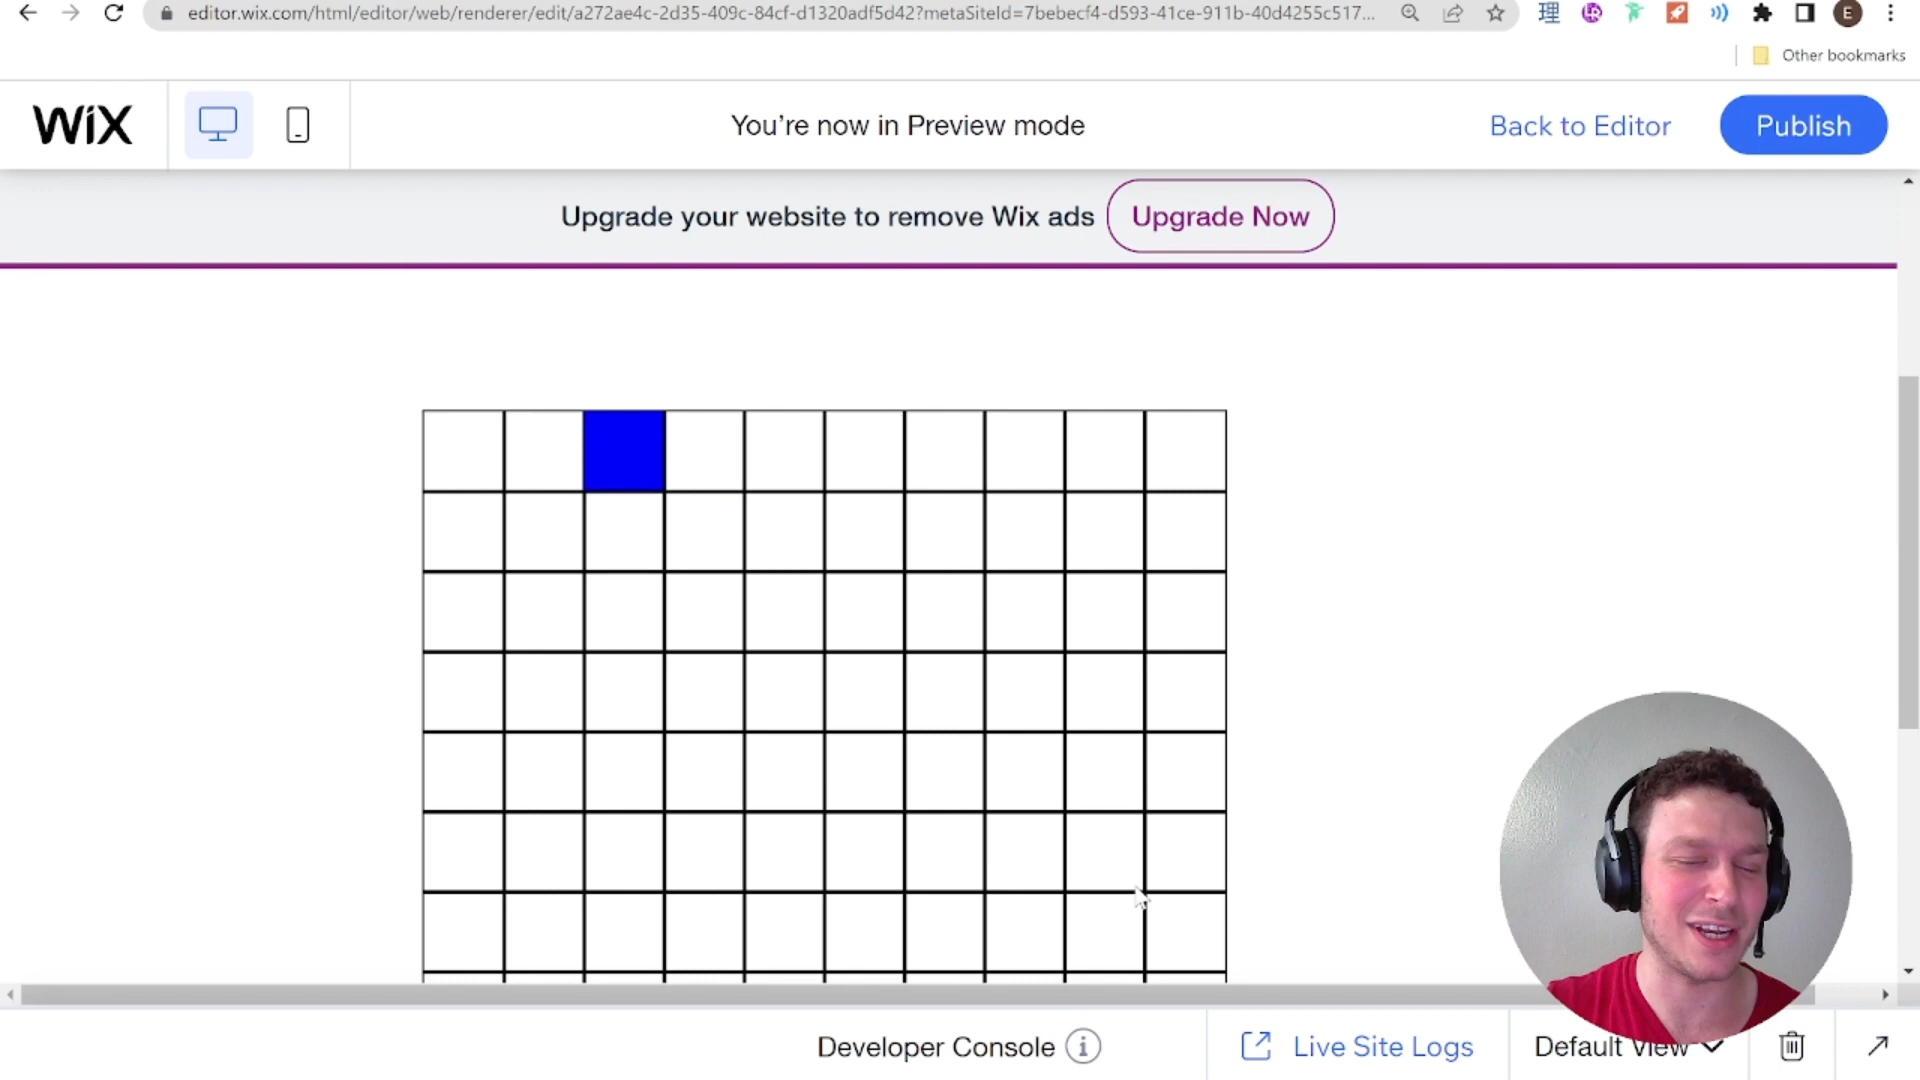 editor.wix.com/html/editor/web/renderer/edit/a272ae4c-2d35-409c-84cf-d1320adf5d42?metaSiteId=7bebecf4-d593-41ce-911b-40d4255c517...
理
E
Other bookmarks
WiX
You're now in Preview mode
Back to Editor
Publish
Upgrade your website to remove Wix ads
Upgrade Now
Developer Console
Live Site Logs
Default View